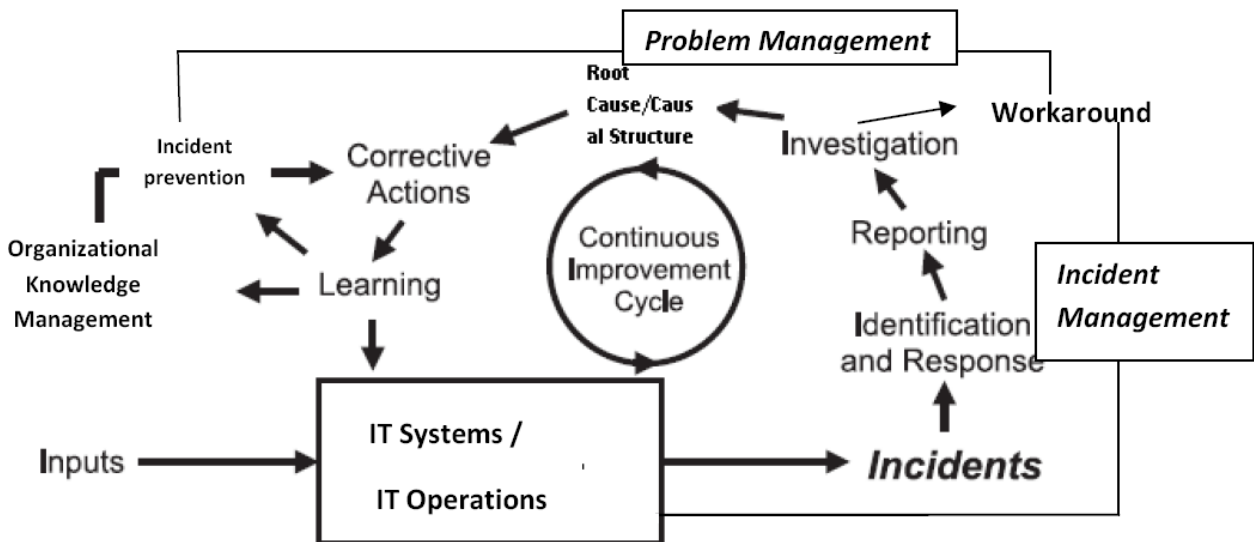 Problem Management
Root
Cause/Caus
al Structure
Workaround
Investigation
Incident
prevention
Corrective
Actions
Reporting
Organizational
Knowledge
Management
Learning
Continuous
Improvement
Cycle
Incident
Management
Identification
and Response
Inputs
IT Systems /
IT Operations
Incidents